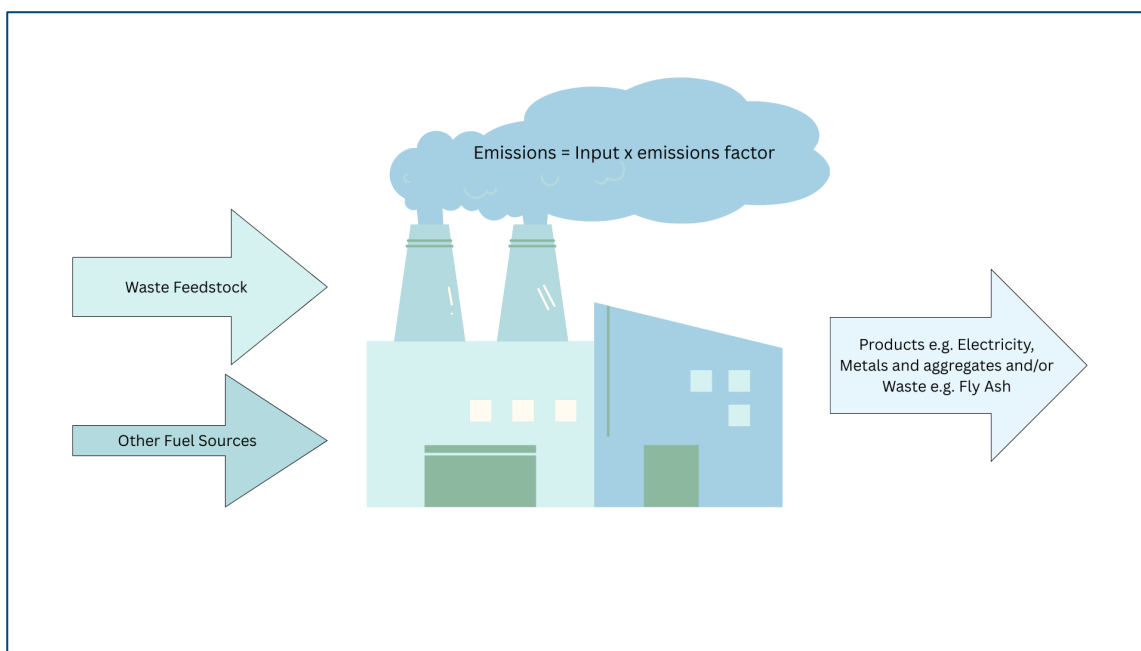 Emissions = Input x emissions factor
Waste Feedstock
Other Fuel Sources
Products e.g. Electricity,
Metals and aggregates and/or
Waste e.g. Fly Ash